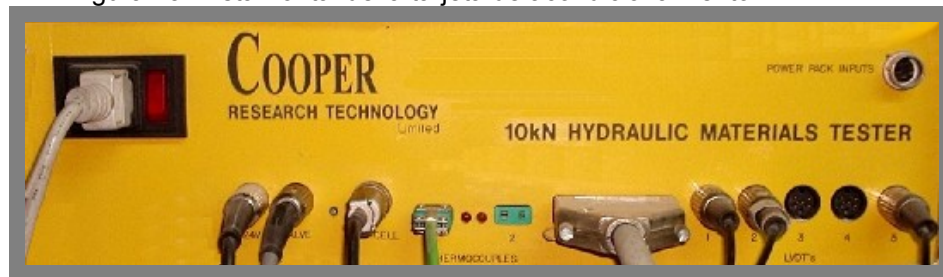 COOPER
RESEARCH TECHNOLOGY
Limited
POWER PACK INPUTS
10kN HYDRAULIC MATERIALS TESTER
CELL
2
1 2 3 4 5
THERMOCOUPLES
LVDT's